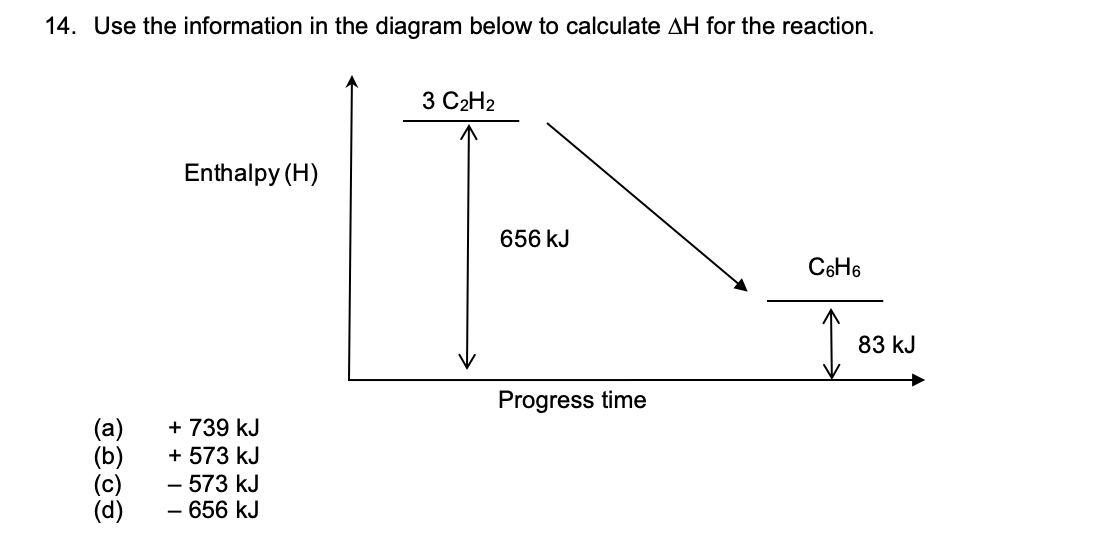 14. Use the information in the diagram below to calculate ΔH for the reaction.
3 C₂H₂
Enthalpy (H)
656 kJ
C₆H₆
83 kJ
Progress time
(a) + 739 kJ
(b) + 573 kJ
(c) – 573 kJ
(d) – 656 kJ